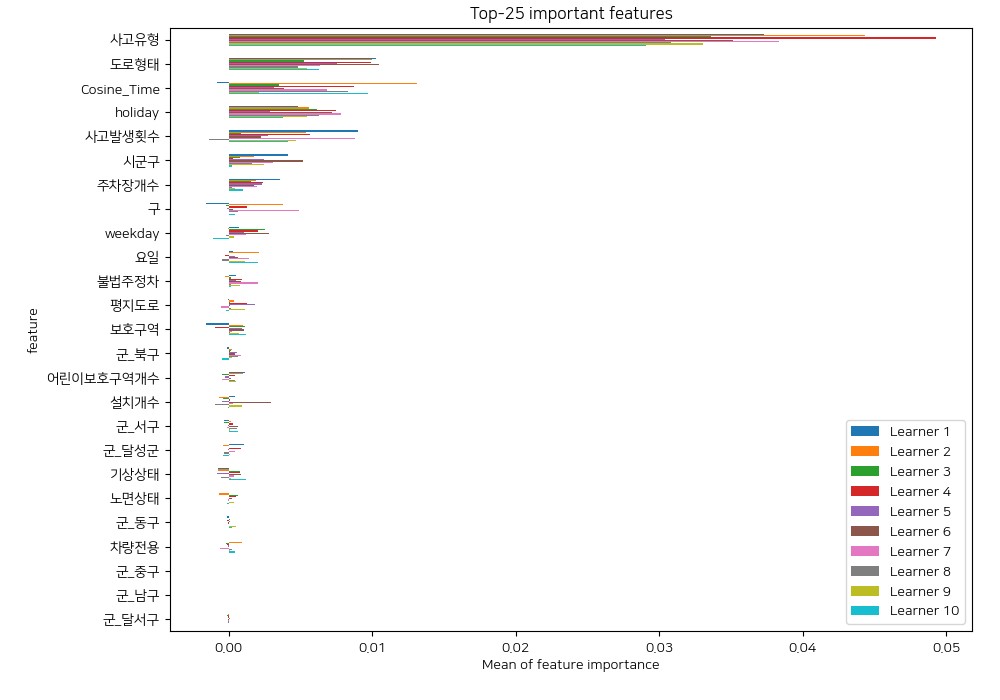 Top-25 important features
사고유형
도로형태
Cosine_Time
holiday
사고발생횟수
시군구
주차장개수
구
weekday
요일
불법주정차
평지도로
보호구역
군_북구
어린이보호구역개수
설치개수
군_서구
군_달성군
기상상태
노면상태
군_동구
차량전용
군_중구
군_남구
군_달서구
feature
0.00 0.01 0.02 0.03 0.04 0.05
Mean of feature importance
Learner 1
Learner 2
Learner 3
Learner 4
Learner 5
Learner 6
Learner 7
Learner 8
Learner 9
Learner 10